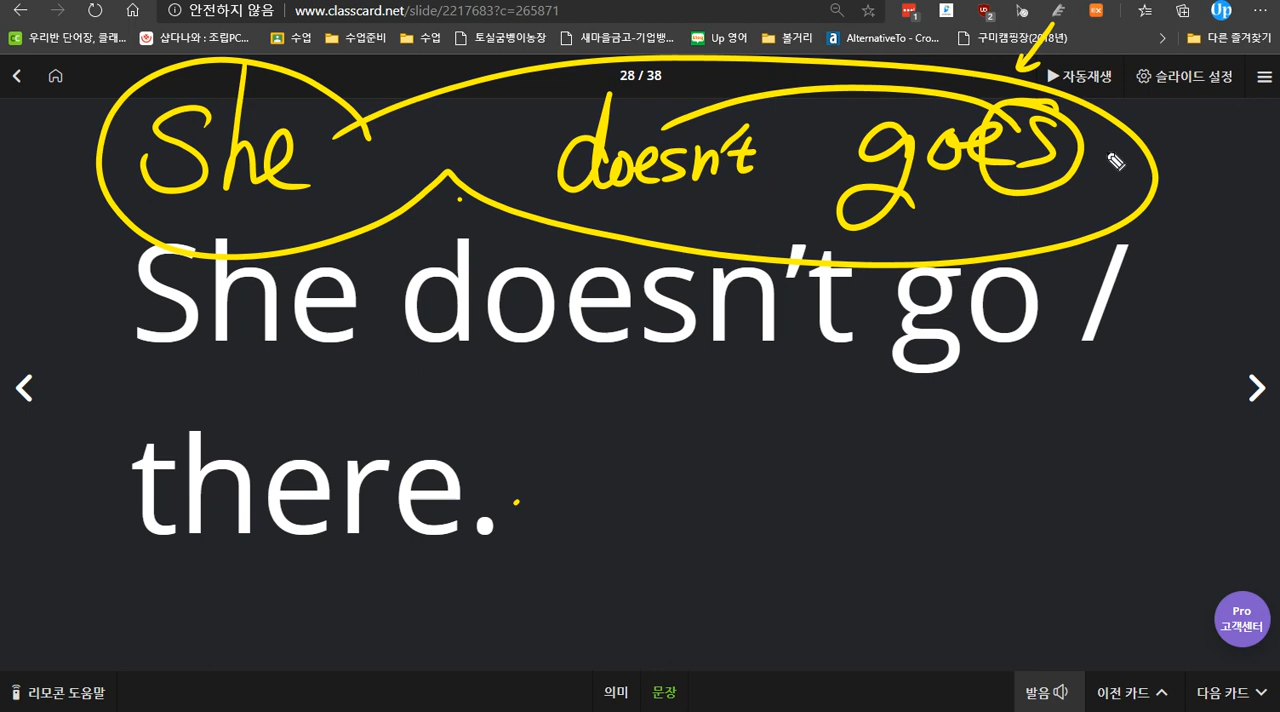 안전하지 않음 www.classcard.net/slide/2217683?c=265871
우리반 단어장, 클래... 샵다나와 : 조립PC... 수업 수업준비 수업 토실굼벵이농장 새마을금고-기업뱅... Up 영어 볼거리 AlternativeTo - Cro... 구미캠핑장(2018년) 다른 즐겨찾기
28 / 38 자동재생 슬라이드 설정
She doesn't goes
She doesn't go /
there.
Pro
고객센터
리모콘 도움말 의미 문장 발음 이전 카드 다음 카드